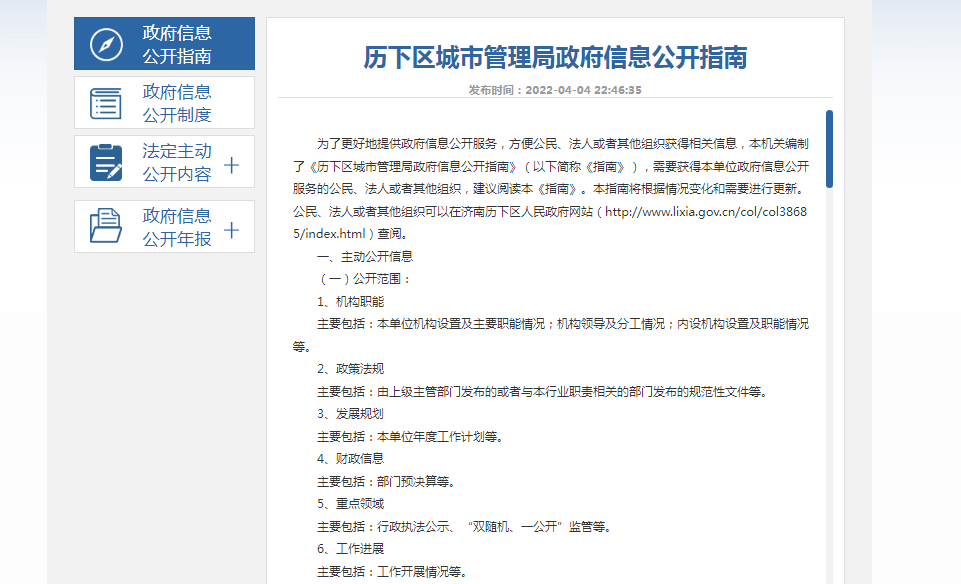 政府信息
公开指南
政府信息
公开制度
法定主动
公开内容
政府信息
公开年报
历下区城市管理局政府信息公开指南
发布时间：2022-04-04 22:46:35
为了更好地提供政府信息公开服务，方便公民、法人或者其他组织获得相关信息，本机关编制
了《历下区城市管理局政府信息公开指南》（以下简称《指南》），需要获得本单位政府信息公开
服务的公民、法人或者其他组织，建议阅读本《指南》。本指南将根据情况变化和需要进行更新。
公民、法人或者其他组织可以在济南历下区人民政府网站（http://www.lixia.gov.cn/col/col3868
5/index.html）查阅。
一、主动公开信息
（一）公开范围：
1、机构职能
主要包括：本单位机构设置及主要职能情况；机构领导及分工情况；内设机构设置及职能情况
等。
2、政策法规
主要包括：由上级主管部门发布的或者与本行业职责相关的部门发布的规范性文件等。
3、发展规划
主要包括：本单位年度工作计划等。
4、财政信息
主要包括：部门预决算等。
5、重点领域
主要包括：行政执法公示、“双随机、一公开”监管等。
6、工作进展
主要包括：工作开展情况等。